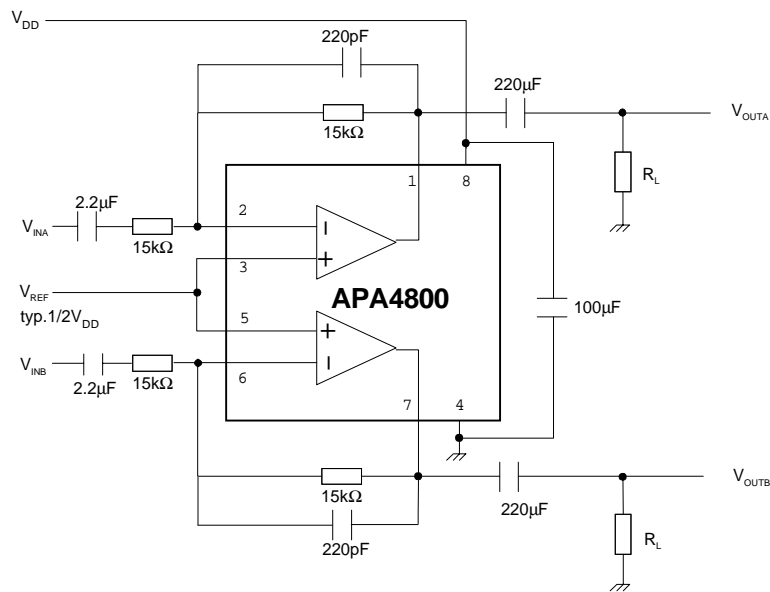 VDD
220pF
220μF
VOUTA
15kΩ
RL
1
8
2.2μF
2
VINA
15kΩ
3
APA4800
VREF
typ.1/2VDD
100μF
5
VINB
2.2μF
15kΩ
6
7
4
15kΩ
220μF
VOUTB
220pF
RL